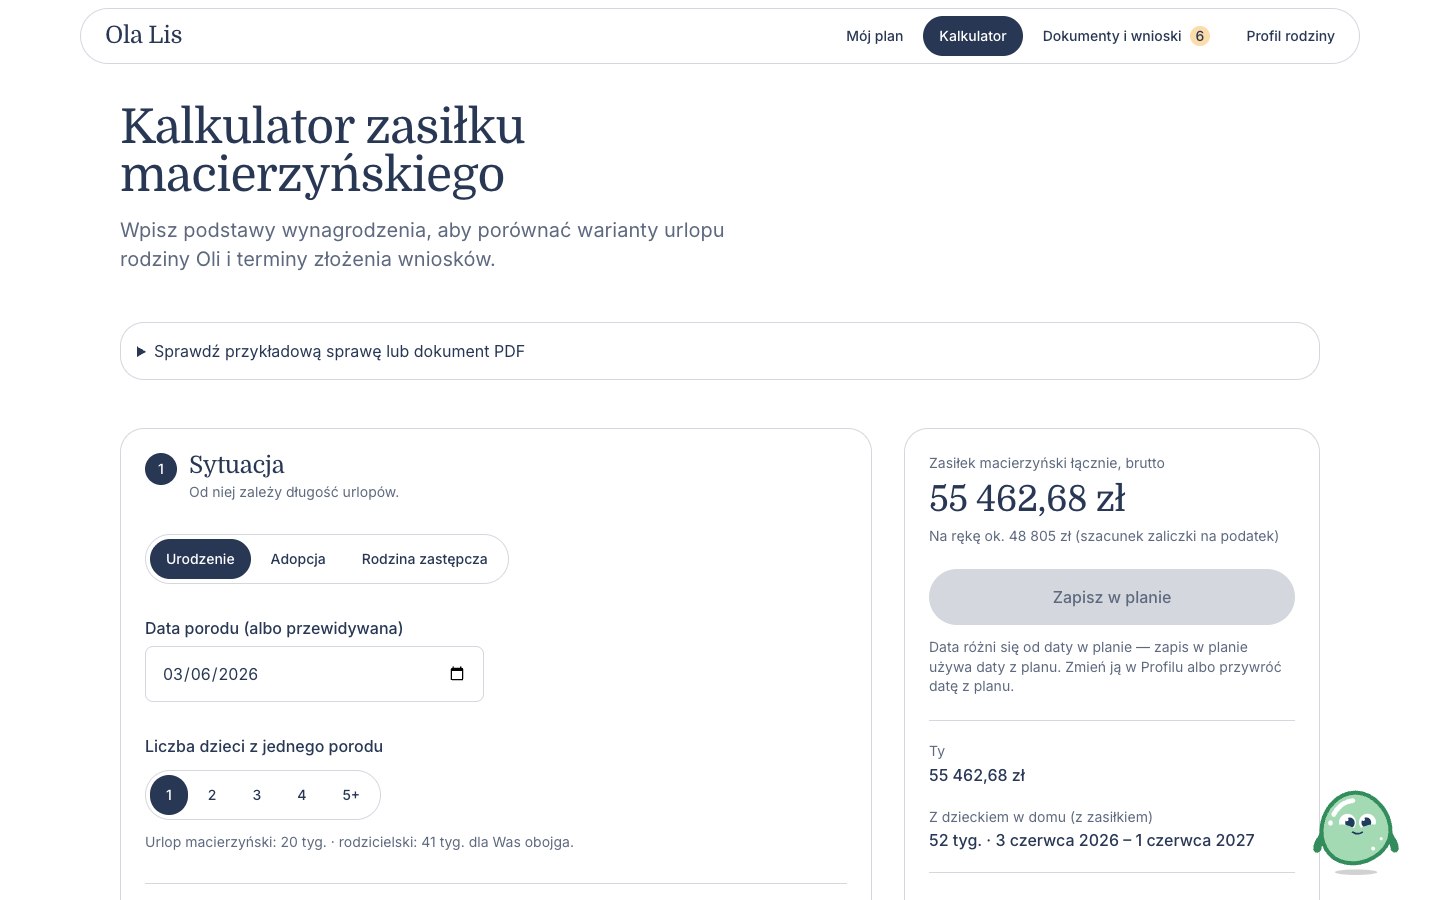 Ola Lis
Mój plan
Kalkulator
Dokumenty i wnioski 6
Profil rodziny
Kalkulator zasiłku
macierzyńskiego
Wpisz podstawy wynagrodzenia, aby porównać warianty urlopu
rodziny Oli i terminy złożenia wniosków.
Sprawdź przykładową sprawę lub dokument PDF
1
Sytuacja
Od niej zależy długość urlopów.
Urodzenie
Adopcja
Rodzina zastępcza
Data porodu (albo przewidywana)
03/06/2026
Liczba dzieci z jednego porodu
1
2
3
4
5+
Urlop macierzyński: 20 tyg. · rodzicielski: 41 tyg. dla Was obojga.
Zasiłek macierzyński łącznie, brutto
55 462,68 zł
Na rękę ok. 48 805 zł (szacunek zaliczki na podatek)
Zapisz w planie
Data różni się od daty w planie — zapis w planie
używa daty z planu. Zmień ją w Profilu albo przywróć
datę z planu.
Ty
55 462,68 zł
Z dzieckiem w domu (z zasiłkiem)
52 tyg. · 3 czerwca 2026 – 1 czerwca 2027